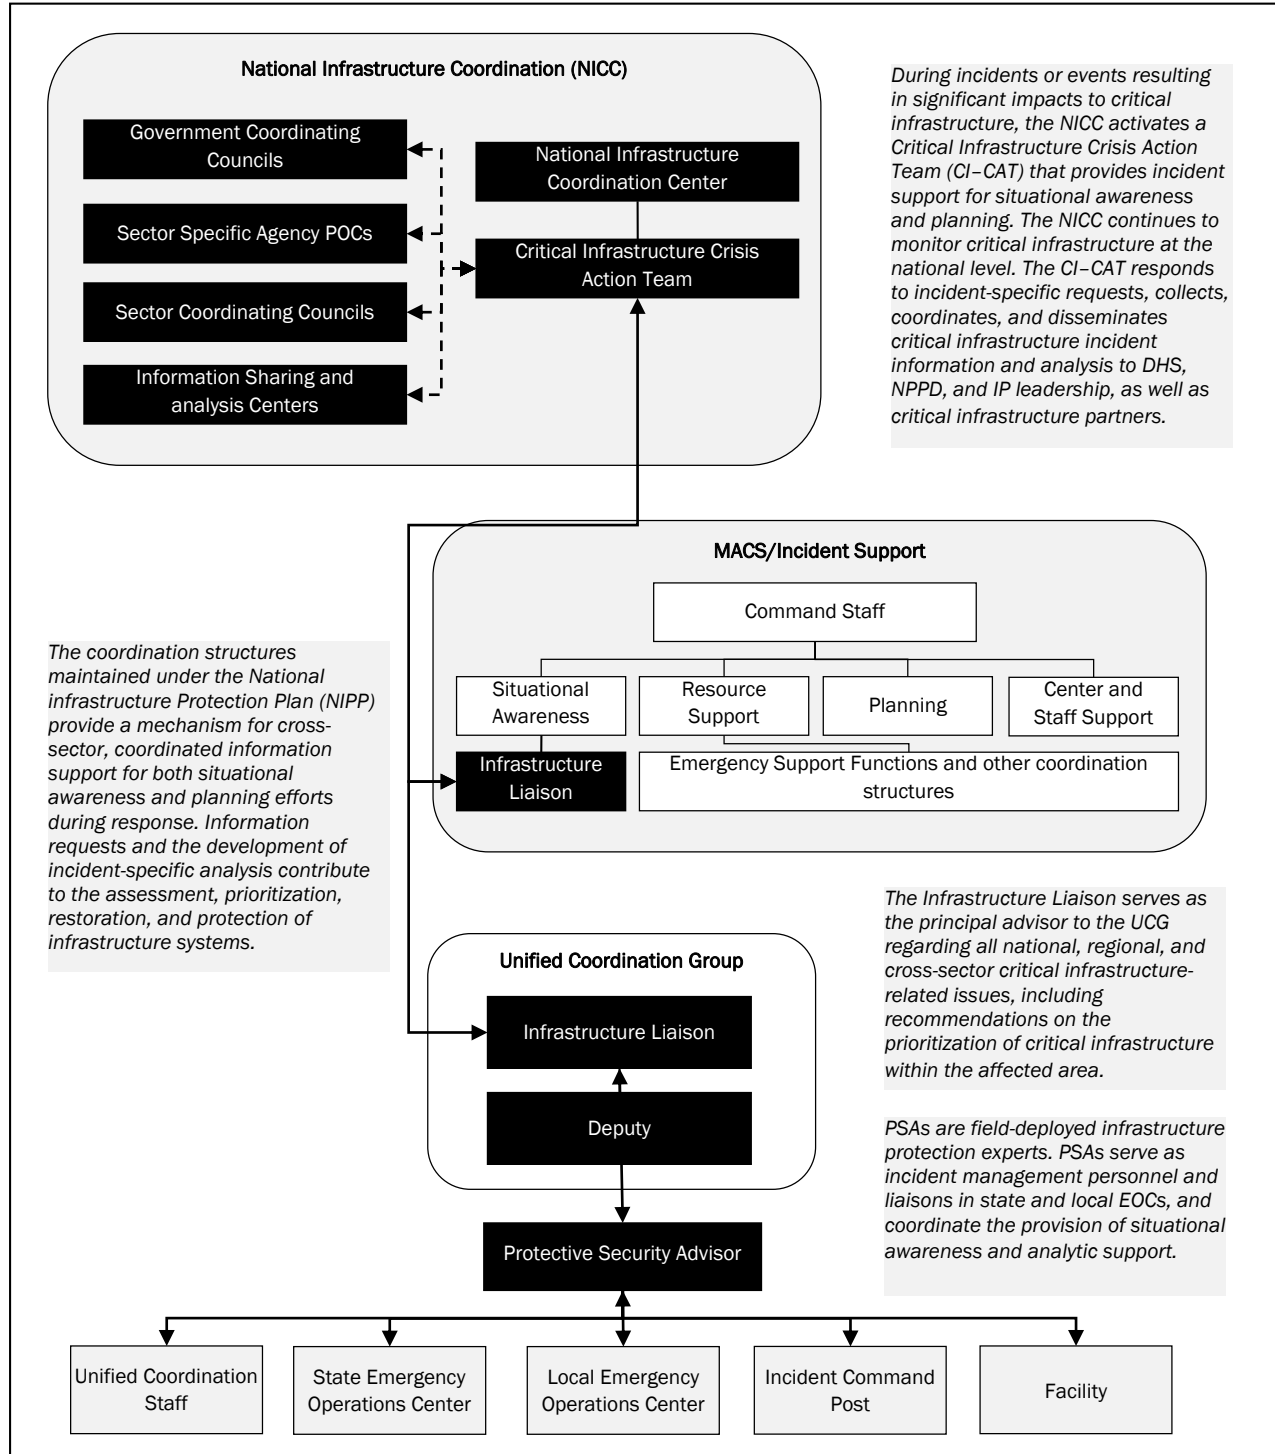 National Infrastructure Coordination (NICC)
Government Coordinating
Councils
Sector Specific Agency POCs
Sector Coordinating Councils
Information Sharing and
analysis Centers
National Infrastructure
Coordination Center
Critical Infrastructure Crisis
Action Team
During incidents or events resulting
in significant impacts to critical
infrastructure, the NICC activates a
Critical Infrastructure Crisis Action
Team (CI–CAT) that provides incident
support for situational awareness
and planning. The NICC continues to
monitor critical infrastructure at the
national level. The CI–CAT responds
to incident-specific requests, collects,
coordinates, and disseminates
critical infrastructure incident
information and analysis to DHS,
NPPD, and IP leadership, as well as
critical infrastructure partners.
MACS/Incident Support
Command Staff
Situational
Awareness
Resource
Support
Planning
Center and
Staff Support
Infrastructure
Liaison
Emergency Support Functions and other coordination
structures
The coordination structures
maintained under the National
infrastructure Protection Plan (NIPP)
provide a mechanism for cross-
sector, coordinated information
support for both situational
awareness and planning efforts
during response. Information
requests and the development of
incident-specific analysis contribute
to the assessment, prioritization,
restoration, and protection of
infrastructure systems.
Unified Coordination Group
Infrastructure Liaison
Deputy
The Infrastructure Liaison serves as
the principal advisor to the UCG
regarding all national, regional, and
cross-sector critical infrastructure-
related issues, including
recommendations on the
prioritization of critical infrastructure
within the affected area.
PSAs are field-deployed infrastructure
protection experts. PSAs serve as
incident management personnel and
liaisons in state and local EOCs, and
coordinate the provision of situational
awareness and analytic support.
Protective Security Advisor
Unified Coordination
Staff
State Emergency
Operations Center
Local Emergency
Operations Center
Incident Command
Post
Facility